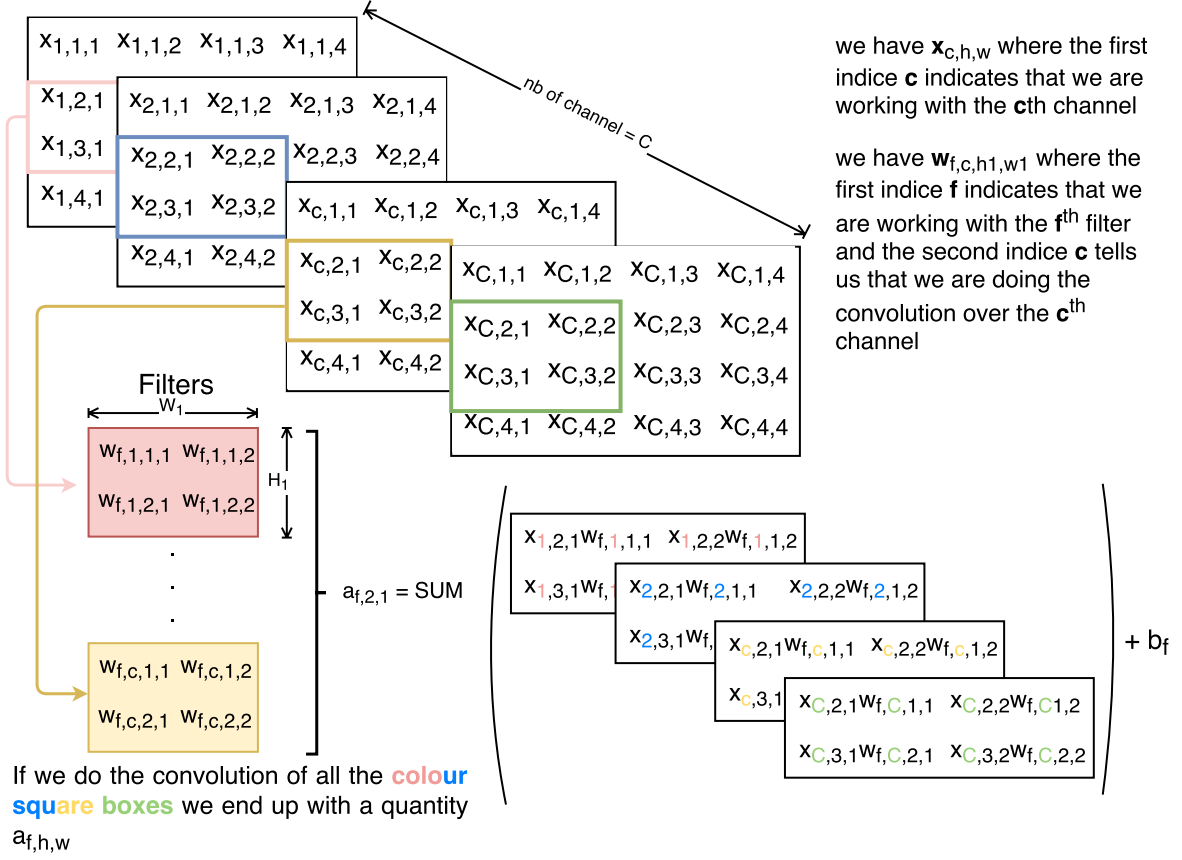 x1,1,1 x1,1,2 x1,1,3 x1,1,4
x1,2,1
x1,3,1
x1,4,1
x2,1,1 x2,1,2 x2,1,3 x2,1,4
x2,2,1 x2,2,2 x2,2,3 x2,2,4
x2,3,1 x2,3,2
x2,4,1 x2,4,2
xc,1,1 xc,1,2 xc,1,3 xc,1,4
xc,2,1 xc,2,2
xc,3,1 xc,3,2
xc,4,1 xc,4,2
xC,1,1 xC,1,2 xC,1,3 xC,1,4
xC,2,1 xC,2,2 xC,2,3 xC,2,4
xC,3,1 xC,3,2 xC,3,3 xC,3,4
xC,4,1 xC,4,2 xC,4,3 xC,4,4
nb of channel = C
we have xc,h,w where the first
indice c indicates that we are
working with the cth channel
we have wf,c,h1,w1 where the
first indice f indicates that we
are working with the fth filter
and the second indice c tells
us that we are doing the
convolution over the cth
channel
Filters
W1
H1
wf,1,1,1 wf,1,1,2
wf,1,2,1 wf,1,2,2
.
.
.
wf,c,1,1 wf,c,1,2
wf,c,2,1 wf,c,2,2
af,2,1 = SUM
x1,2,1wf,1,1,1 x1,2,2wf,1,1,2
x1,3,1wf,1
x2,2,1wf,2,1,1 x2,2,2wf,2,1,2
x2,3,1wf,
xc,2,1wf,c,1,1 xc,2,2wf,c,1,2
xc,3,1
xC,2,1wf,C,1,1 xC,2,2wf,C1,2
xC,3,1wf,C,2,1 xC,3,2wf,C,2,2
+ bf
If we do the convolution of all the colour
square boxes we end up with a quantity
af,h,w